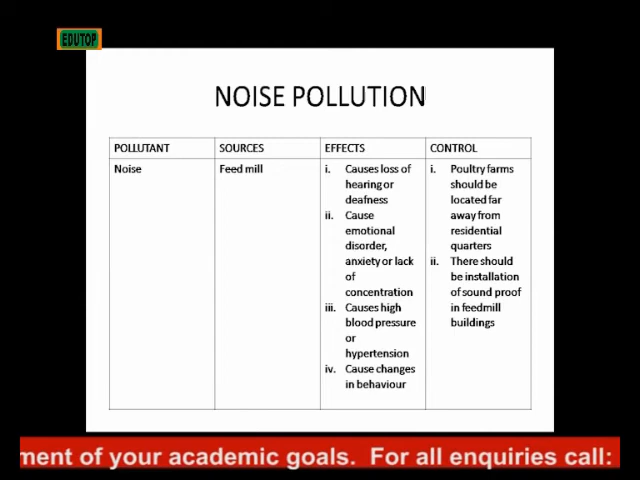 EDUTOP
NOISE POLLUTION
POLLUTANT
SOURCES
EFFECTS
CONTROL
Noise
Feed mill
i. Causes loss of
hearing or
deafness
ii. Cause
emotional
disorder,
anxiety or lack
of
concentration
iii. Causes high
blood pressure
or
hypertension
iv. Cause changes
in behaviour
i. Poultry farms
should be
located far
away from
residential
quarters
ii. There should
be installation
of sound proof
in feedmill
buildings
ment of your academic goals. For all enquiries call: